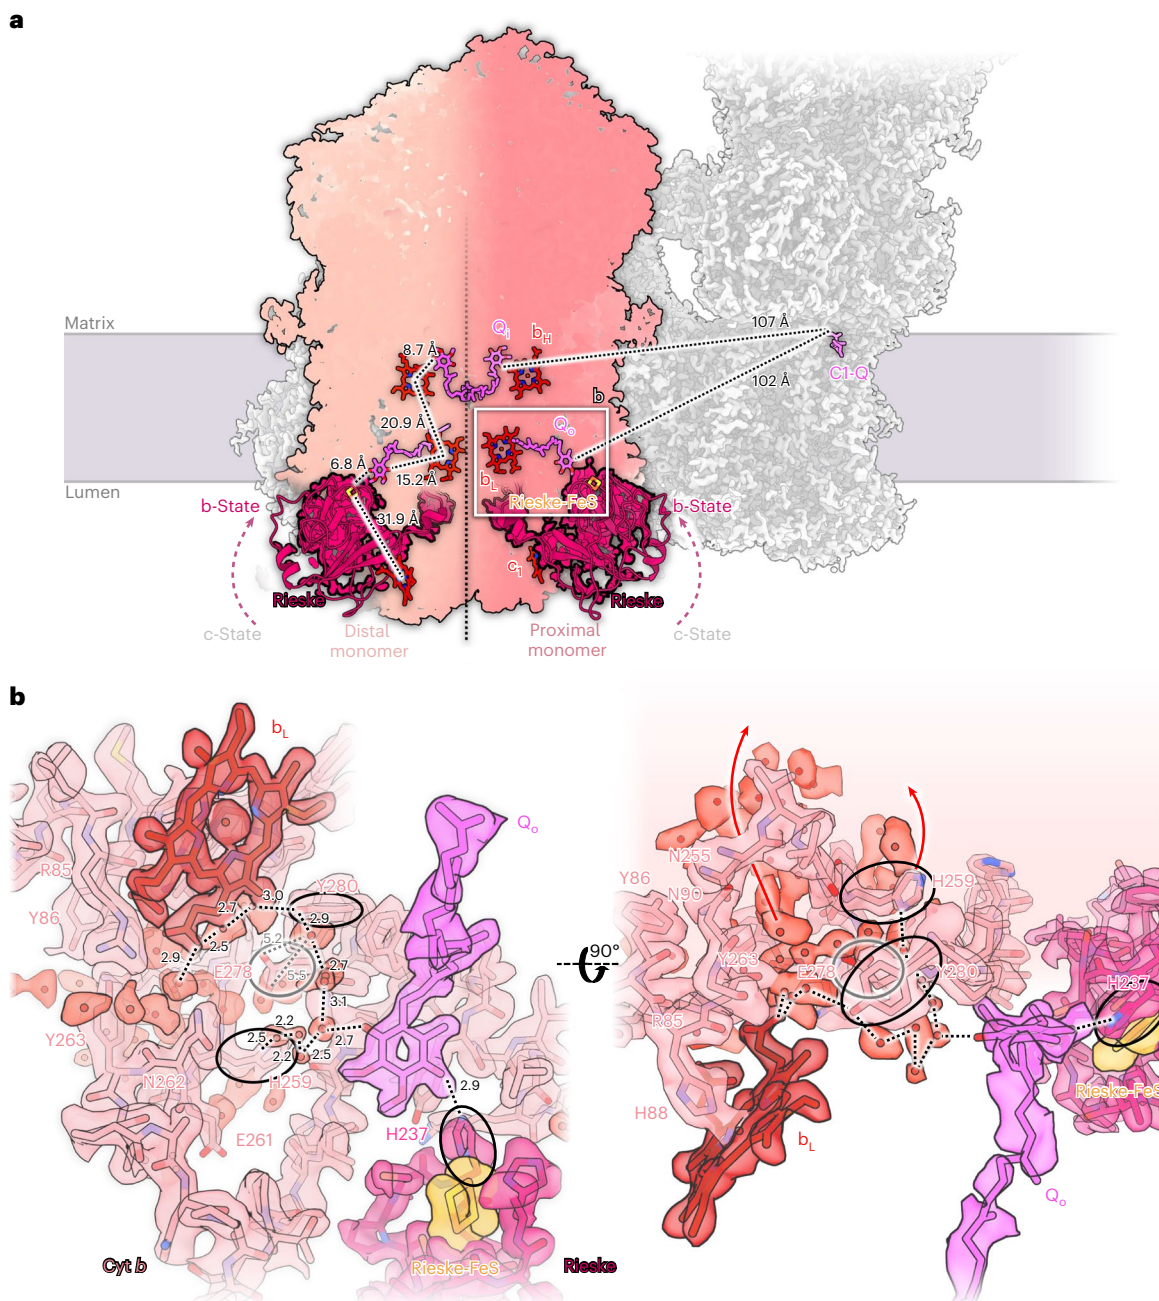 a
Matrix
107 Å
Qi
bH
8.7 Å
C1-Q
102 Å
b
20.9 Å
Qo
6.8 Å
15.2 Å
bL
Lumen
Rieske-FeS
b-State
b-State
31.9 Å
c1
Rieske
Rieske
c-State
Distal
monomer
Proximal
monomer
c-State
b
bL
Qo
R85
Y280
3.0
2.7
2.9
Y86
2.5
5.2
2.9
2.7
E278
5.5
3.1
2.2
2.7
Y263
2.5
2.2
2.5
N262
H259
2.9
E261
H237
Cyt b
Rieske-FeS
Rieske
90°
N255
H259
Y86
N90
Y263
E278
Y280
H237
R85
Rieske-FeS
H88
bL
Qo